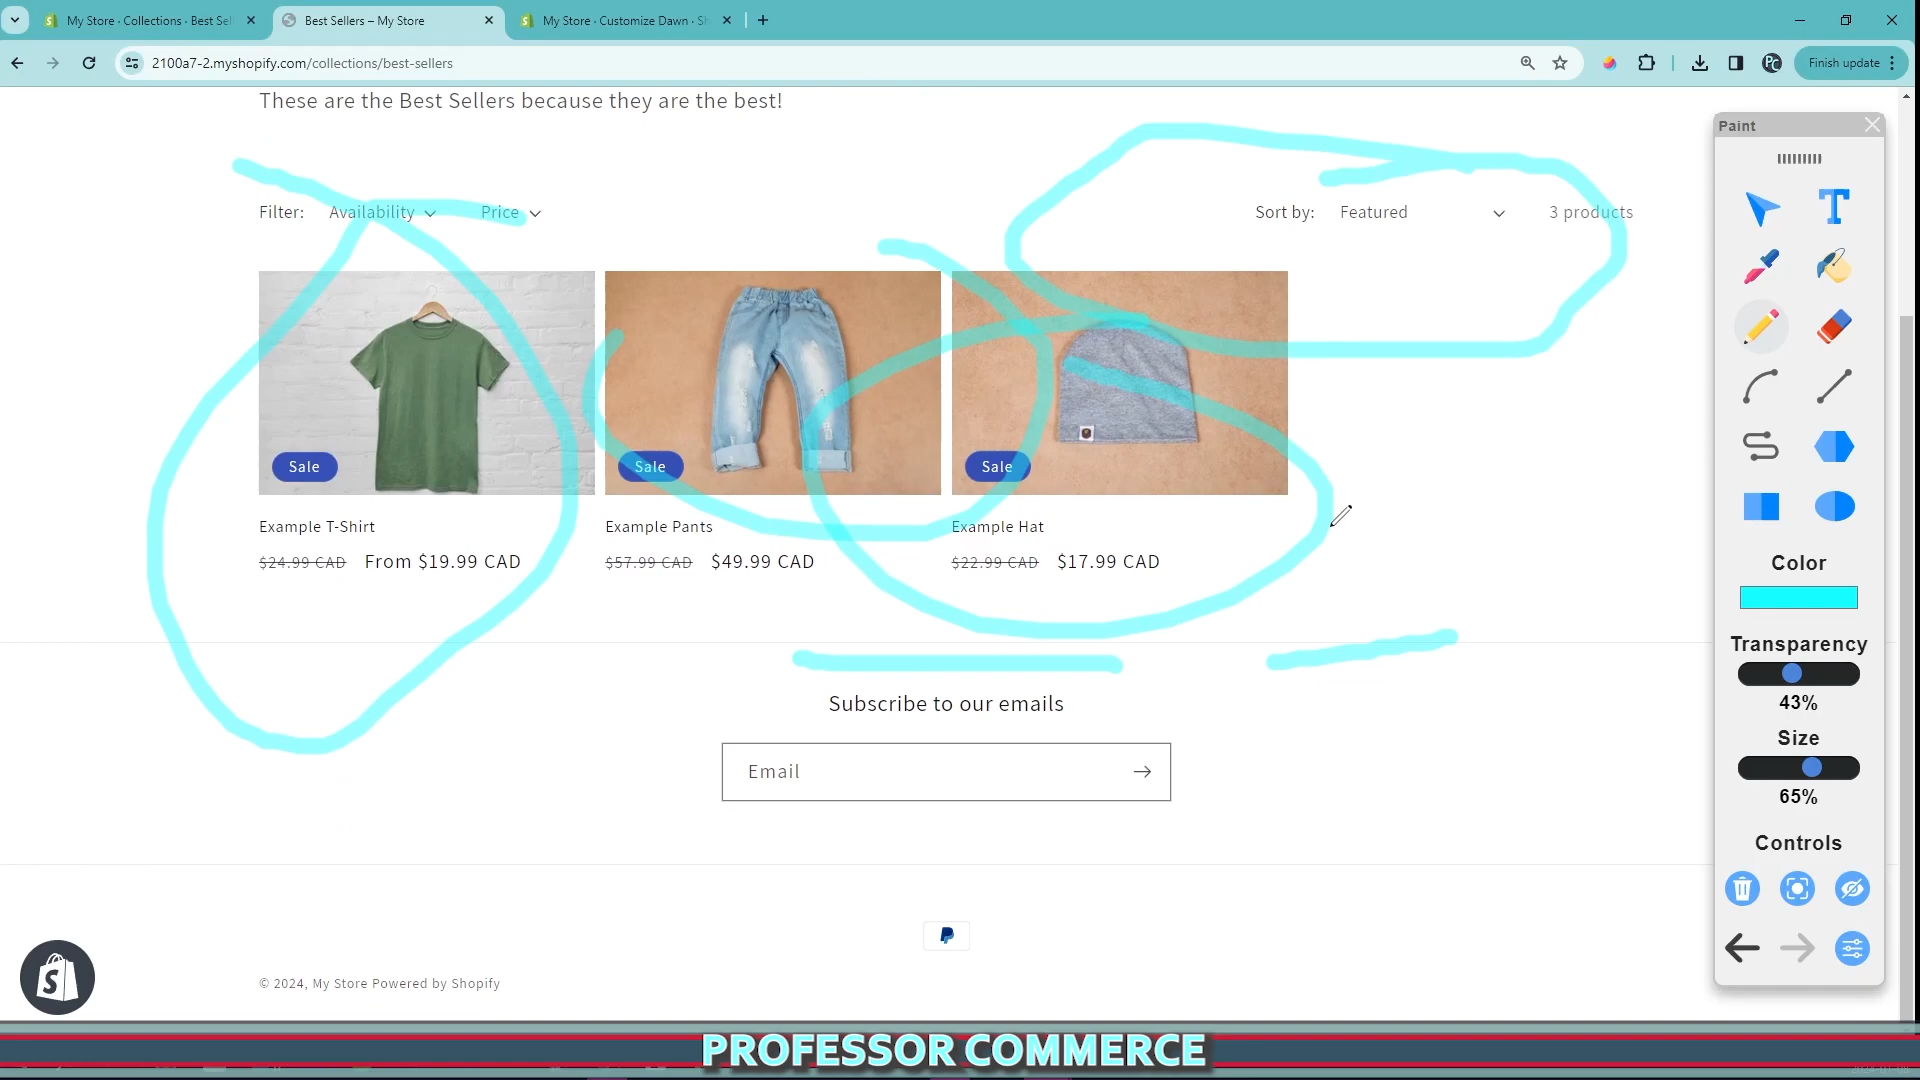 My Store · Collections · Best Sel
Best Sellers – My Store
My Store · Customize Dawn · Sh
2100a7-2.myshopify.com/collections/best-sellers
Finish update
These are the Best Sellers because they are the best!
Filter: Availability Price
Sort by: Featured 3 products
Sale
Sale
Sale
Example T-Shirt
$24.99 CAD From $19.99 CAD
Example Pants
$57.99 CAD $49.99 CAD
Example Hat
$22.99 CAD $17.99 CAD
Subscribe to our emails
Email
© 2024, My Store Powered by Shopify
Paint
T
Color
Transparency
43%
Size
65%
Controls
PROFESSOR COMMERCE